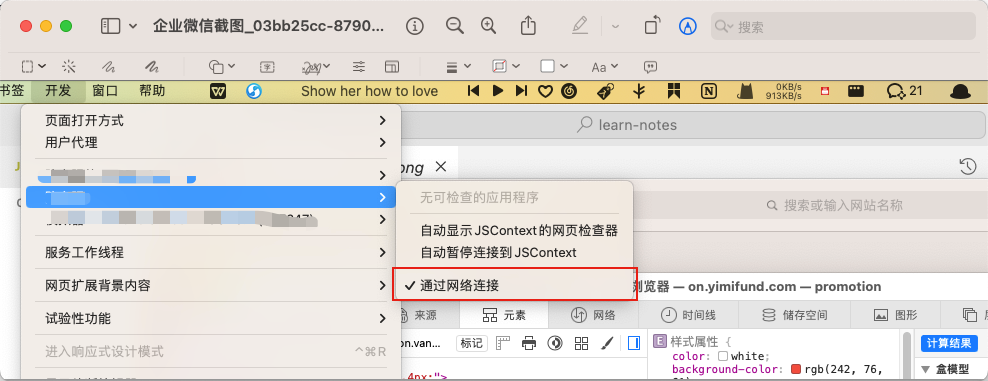 企业微信截图_03bb25cc-8790...
搜索
Aa
书签 开发 窗口 帮助 Show her how to love 0KB/s 913KB/s 21
learn-notes
页面打开方式
用户代理
ong
无可检查的应用程序
搜索或输入网站名称
自动显示 JSContext 的网页检查器
服务工作线程
自动暂停连接到 JSContext
网页扩展背景内容
通过网络连接
浏览器 — on.yimifund.com — promotion
试验性功能
来源 元素 网络 时间线 储存空间 图形
进入响应式设计模式 ^⌘R
on.van... 标记
E 样式属性 {
计算结果
color: white;
盒模型
4px;">
background-color: rgb(242, 76,